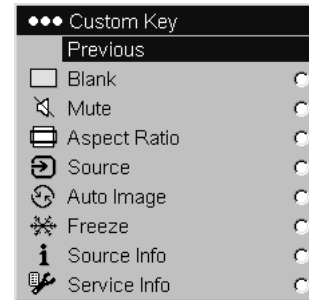 Custom Key
Previous
Blank
Mute
Aspect Ratio
Source
Auto Image
Freeze
Source Info
Service Info